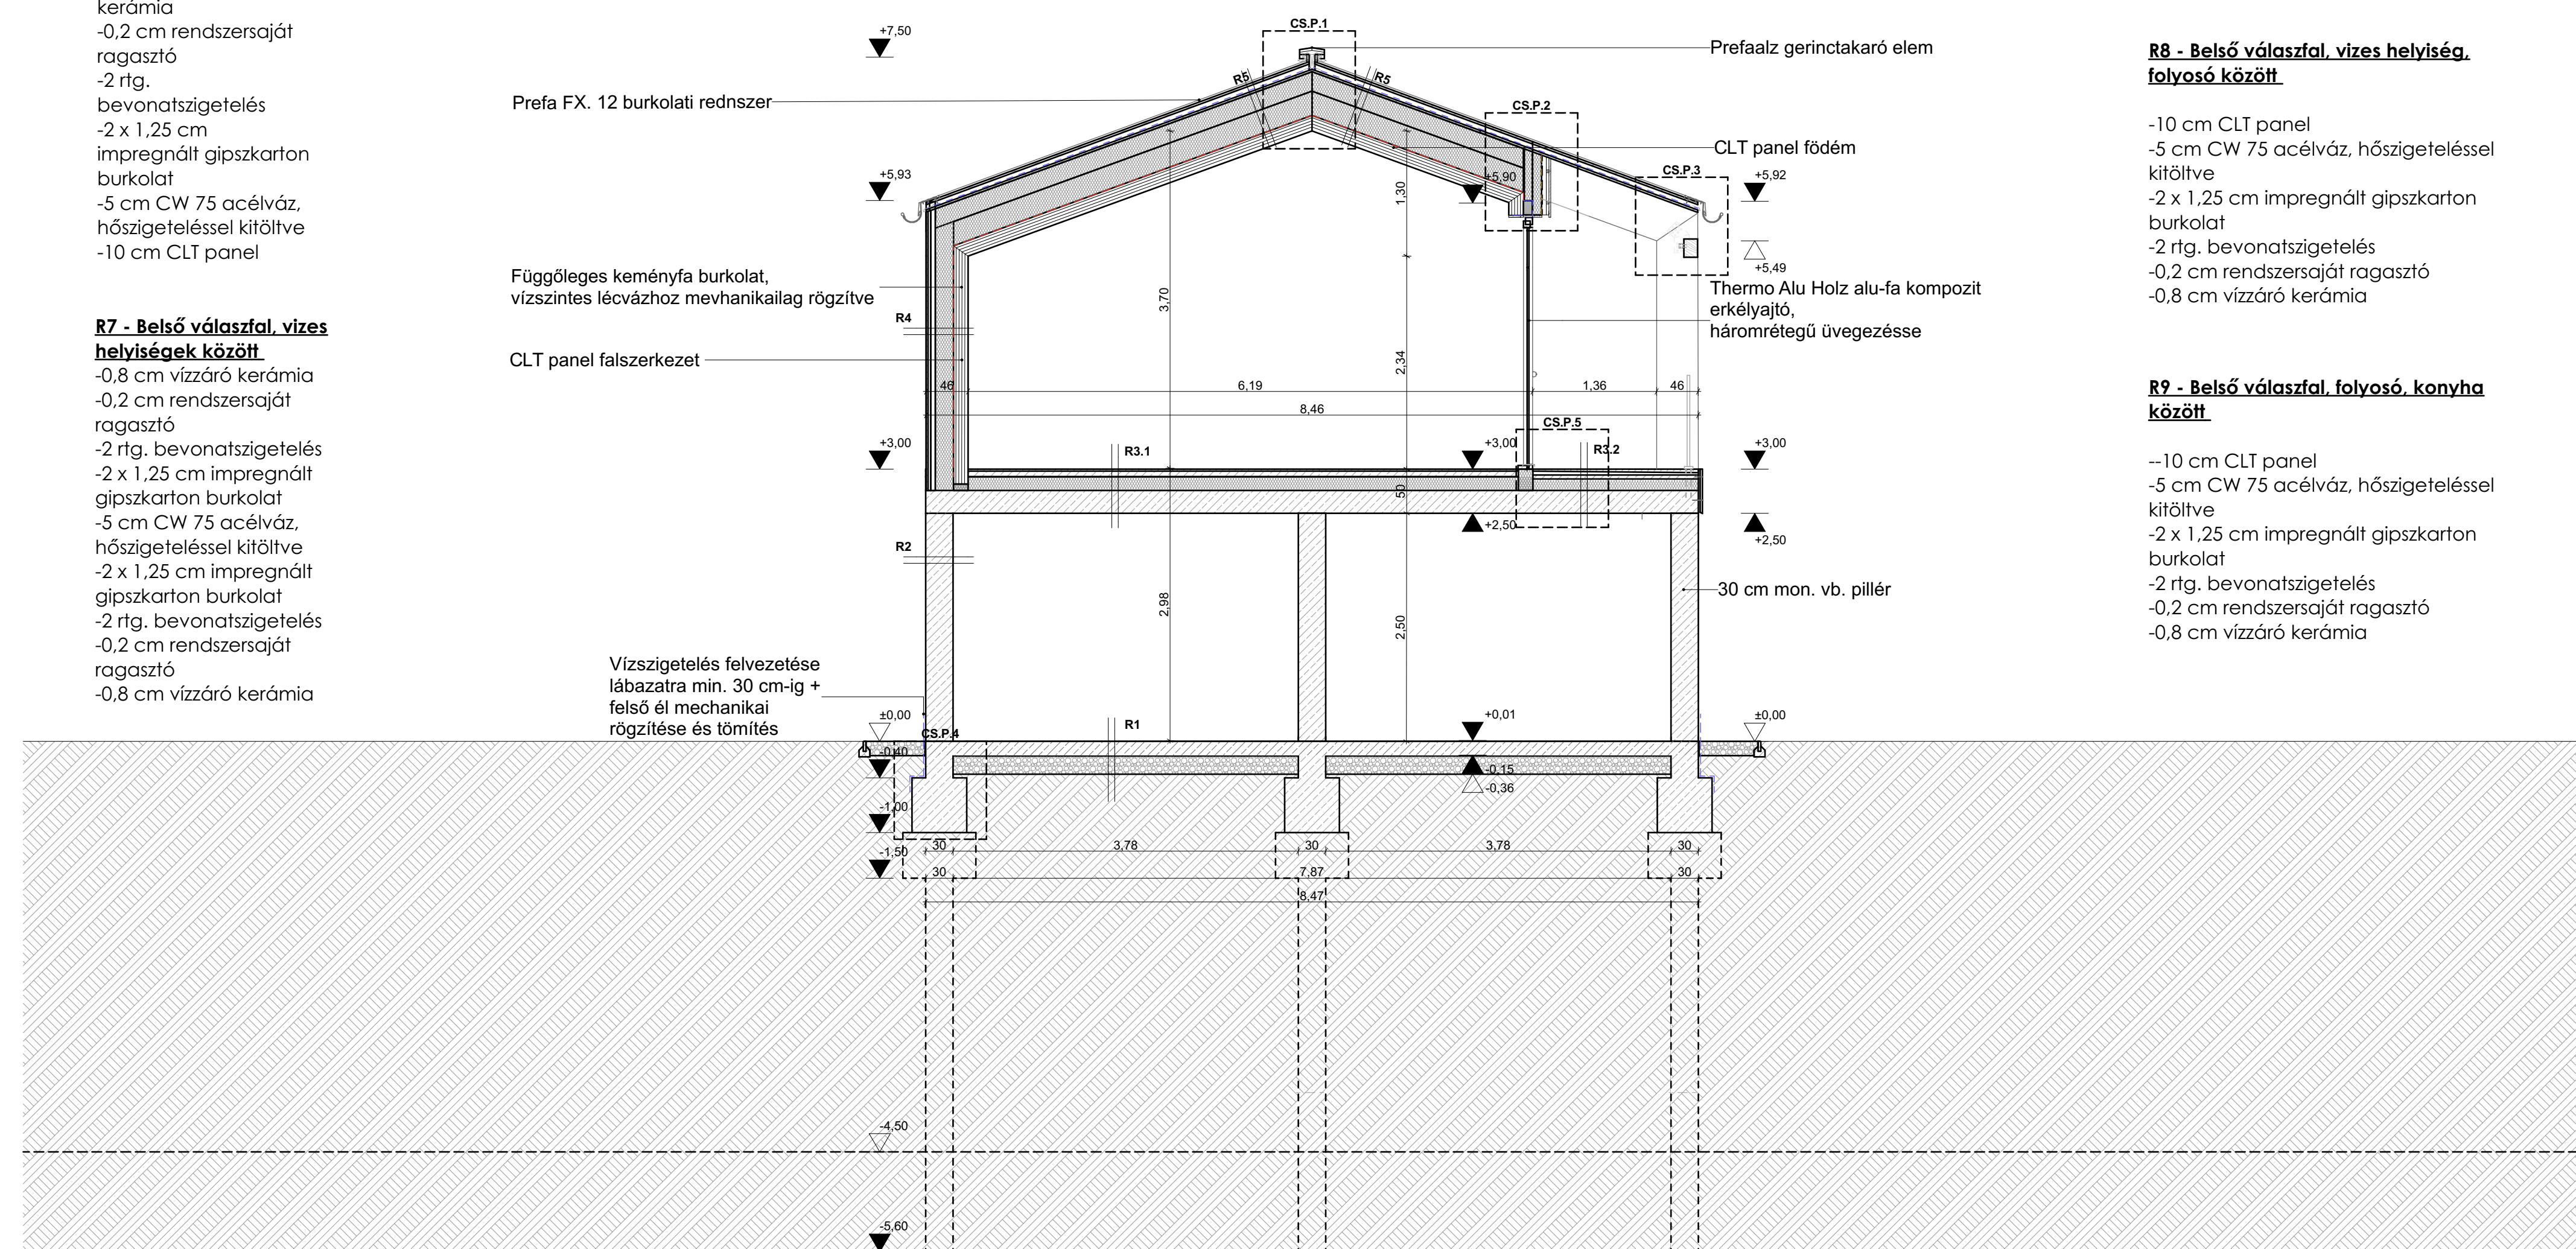 kerámia
-0,2 cm rendszersaját
ragasztó
-2 rtg.
bevonatszigetelés
-2 x 1,25 cm
impregnált gipszkarton
burkolat
-5 cm CW 75 acélváz,
hőszigeteléssel kitöltve
-10 cm CLT panel
R7 - Belső válaszfal, vizes
helyiségek között
-0,8 cm vízzáró kerámia
-0,2 cm rendszersaját
ragasztó
-2 rtg. bevonatszigetelés
-2 x 1,25 cm impregnált
gipszkarton burkolat
-5 cm CW 75 acélváz,
hőszigeteléssel kitöltve
-2 x 1,25 cm impregnált
gipszkarton burkolat
-2 rtg. bevonatszigetelés
-0,2 cm rendszersaját
ragasztó
-0,8 cm vízzáró kerámia
CS.P.1
+7,50
Prefaalz gerinctakaró elem
R5
R5
Prefa FX. 12 burkolati rednszer
CS.P.2
CLT panel födém
CS.P.3
+5,93
+5,90
+5,92
1,30
+5,49
Függőleges keményfa burkolat,
vízszintes lécvázhoz mevhanikailag rögzítve
Thermo Alu Holz alu-fa kompozit
erkélyajtó,
háromrétegű üvegezésse
3,70
R4
CLT panel falszerkezet
2,34
46
6,19
1,36
46
8,46
CS.P.5
+3,00
R3.1
+3,00
R3.2
+3,00
50
+2,50
+2,50
R2
30 cm mon. vb. pillér
2,98
2,50
Vízszigetelés felvezetése
lábazatra min. 30 cm-ig +
felső él mechanikai
rögzítése és tömítés
±0,00
R1
+0,01
±0,00
CS.P.4
-0,40
-0,15
-0,36
-1,00
30
3,78
30
3,78
30
-1,50
30
7,87
30
8,47
-4,50
-5,60
R8 - Belső válaszfal, vizes helyiség,
folyosó között
-10 cm CLT panel
-5 cm CW 75 acélváz, hőszigeteléssel
kitöltve
-2 x 1,25 cm impregnált gipszkarton
burkolat
-2 rtg. bevonatszigetelés
-0,2 cm rendszersaját ragasztó
-0,8 cm vízzáró kerámia
R9 - Belső válaszfal, folyosó, konyha
között
--10 cm CLT panel
-5 cm CW 75 acélváz, hőszigeteléssel
kitöltve
-2 x 1,25 cm impregnált gipszkarton
burkolat
-2 rtg. bevonatszigetelés
-0,2 cm rendszersaját ragasztó
-0,8 cm vízzáró kerámia